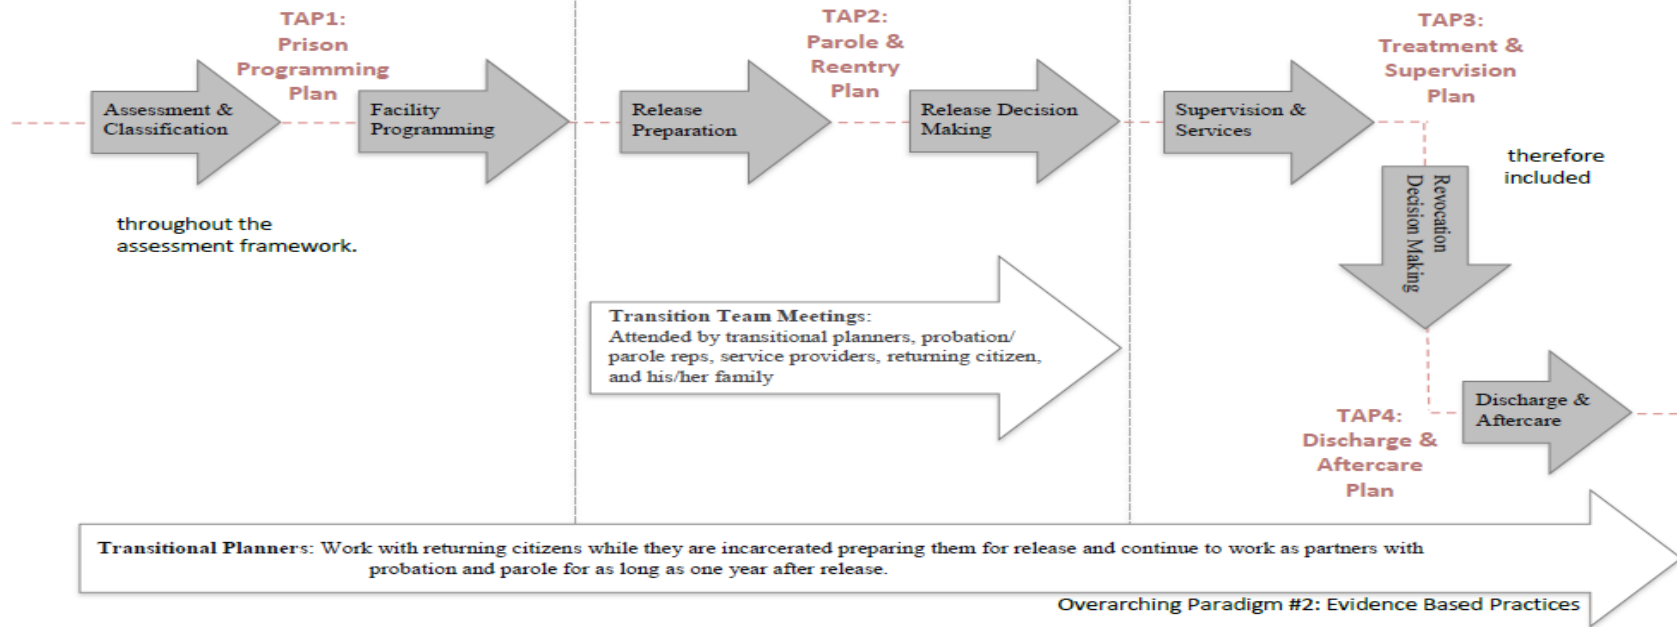 TAP1:
Prison
Programming
Plan
Assessment &
Classification
Facility
Programming
throughout the
assessment framework.
TAP2:
Parole &
Reentry
Plan
Release
Preparation
Release Decision
Making
Transition Team Meetings:
Attended by transitional planners, probation/
parole reps, service providers, returning citizen,
and his/her family
TAP3:
Treatment &
Supervision
Plan
Supervision &
Services
therefore
included
Revocation
Decision Making
TAP4:
Discharge &
Aftercare
Plan
Discharge &
Aftercare
Transitional Planners: Work with returning citizens while they are incarcerated preparing them for release and continue to work as partners with
probation and parole for as long as one year after release.
Overarching Paradigm #2: Evidence Based Practices